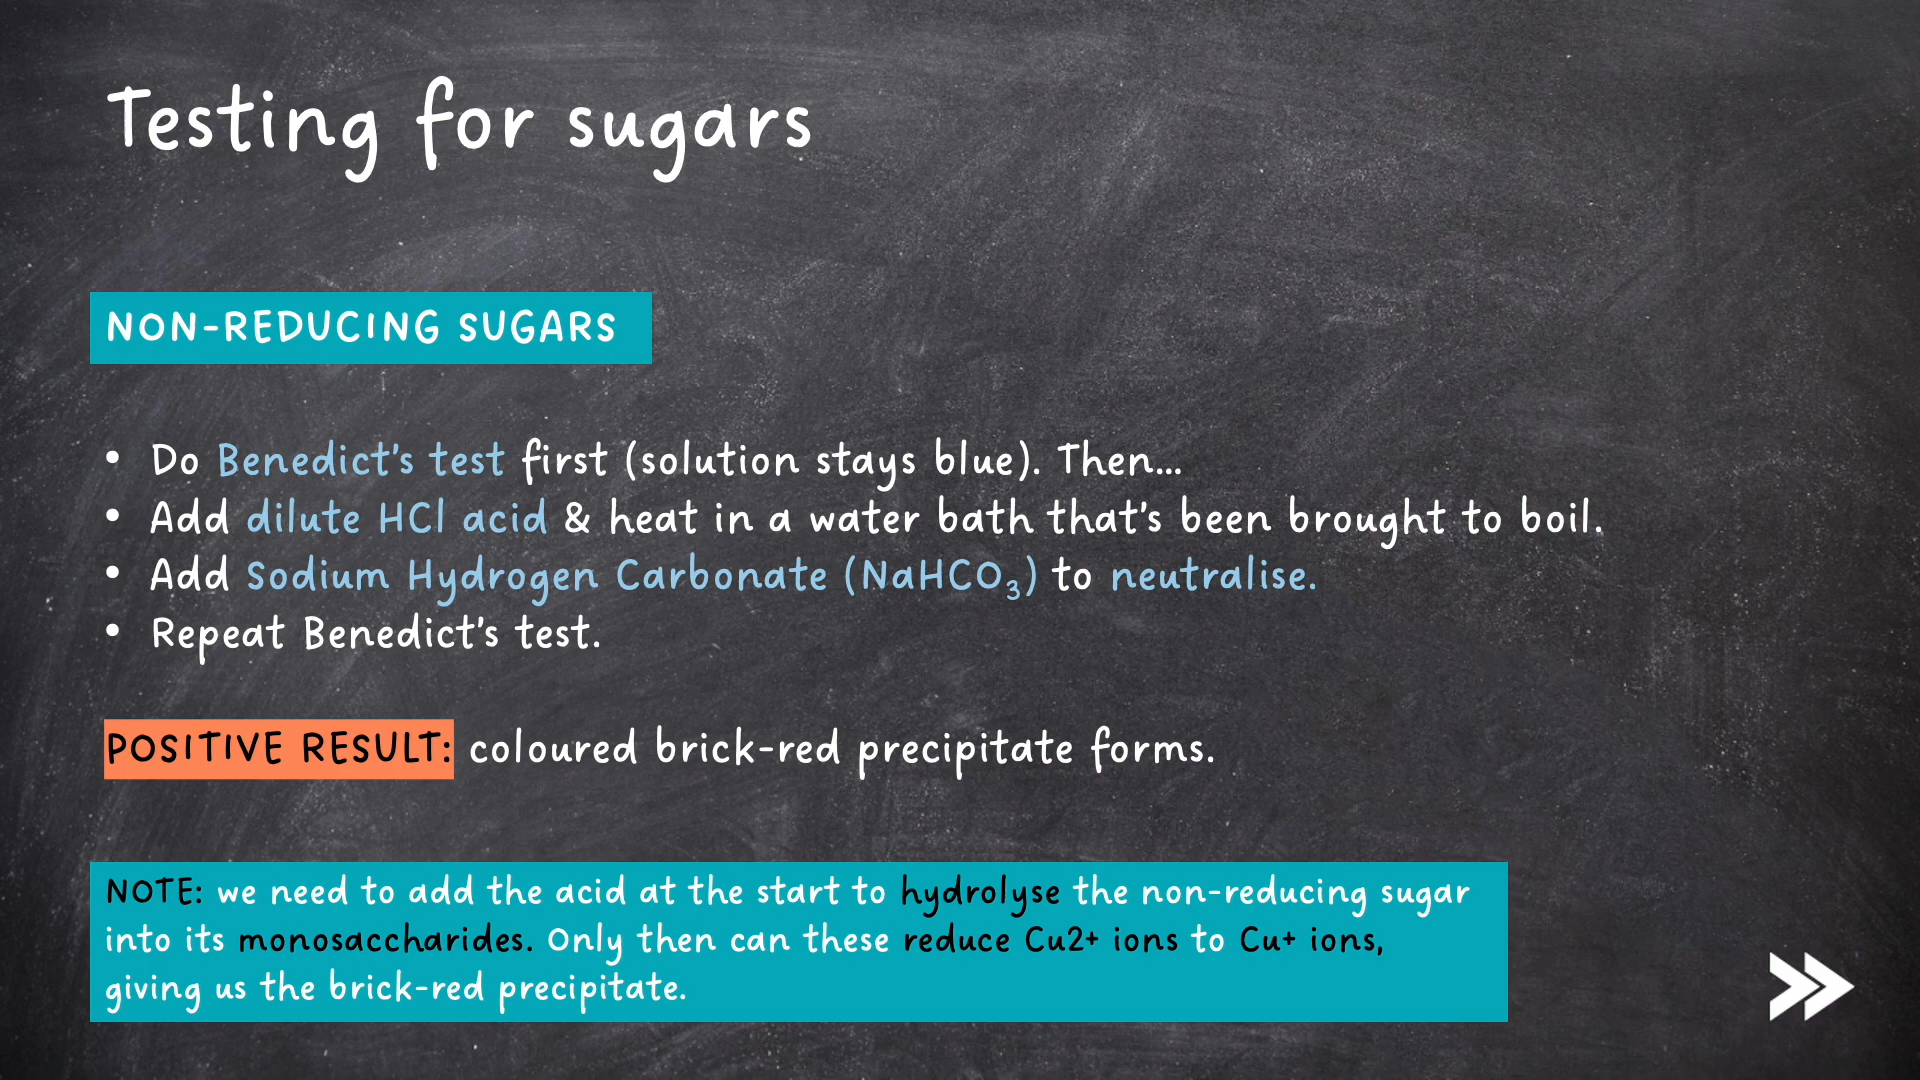 Testing for sugars
NON-REDUCING SUGARS
• Do Benedict's test first (solution stays blue). Then...
• Add dilute HCl acid & heat in a water bath that's been brought to boil.
• Add Sodium Hydrogen Carbonate (NaHCO₃) to neutralise.
• Repeat Benedict's test.
POSITIVE RESULT: coloured brick-red precipitate forms.
NOTE: we need to add the acid at the start to hydrolyse the non-reducing sugar
into its monosaccharides. Only then can these reduce Cu2+ ions to Cu+ ions,
giving us the brick-red precipitate.